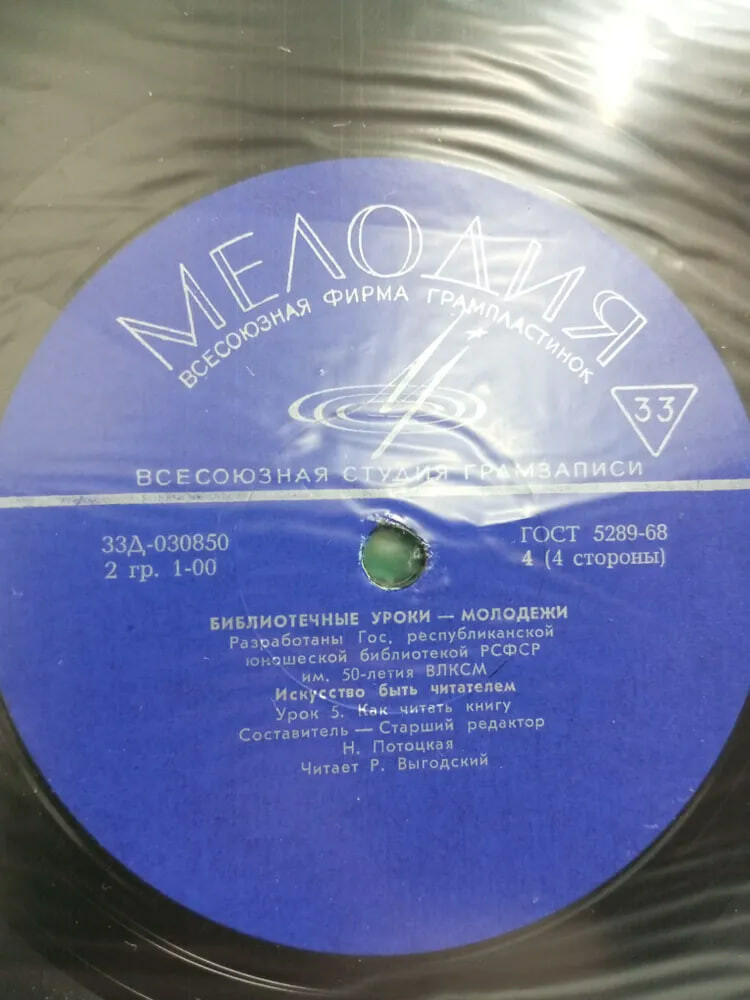 МЕЛОДИЯ
ВСЕСОЮЗНАЯ ФИРМА ГРАМПЛАСТИНОК
33
ВСЕСОЮЗНАЯ СТУДИЯ ГРАМЗАПИСИ
33Д-030850
2 гр. 1-00
ГОСТ 5289-68
4 (4 стороны)
БИБЛИОТЕЧНЫЕ УРОКИ — МОЛОДЕЖИ
Разработаны Гос. республиканской
юношеской библиотекой РСФСР
им. 50-летия ВЛКСМ
Искусство быть читателем
Урок 5. Как читать книгу
Составитель — Старший редактор
Н. Потоцкая
Читает Р. Выгодский